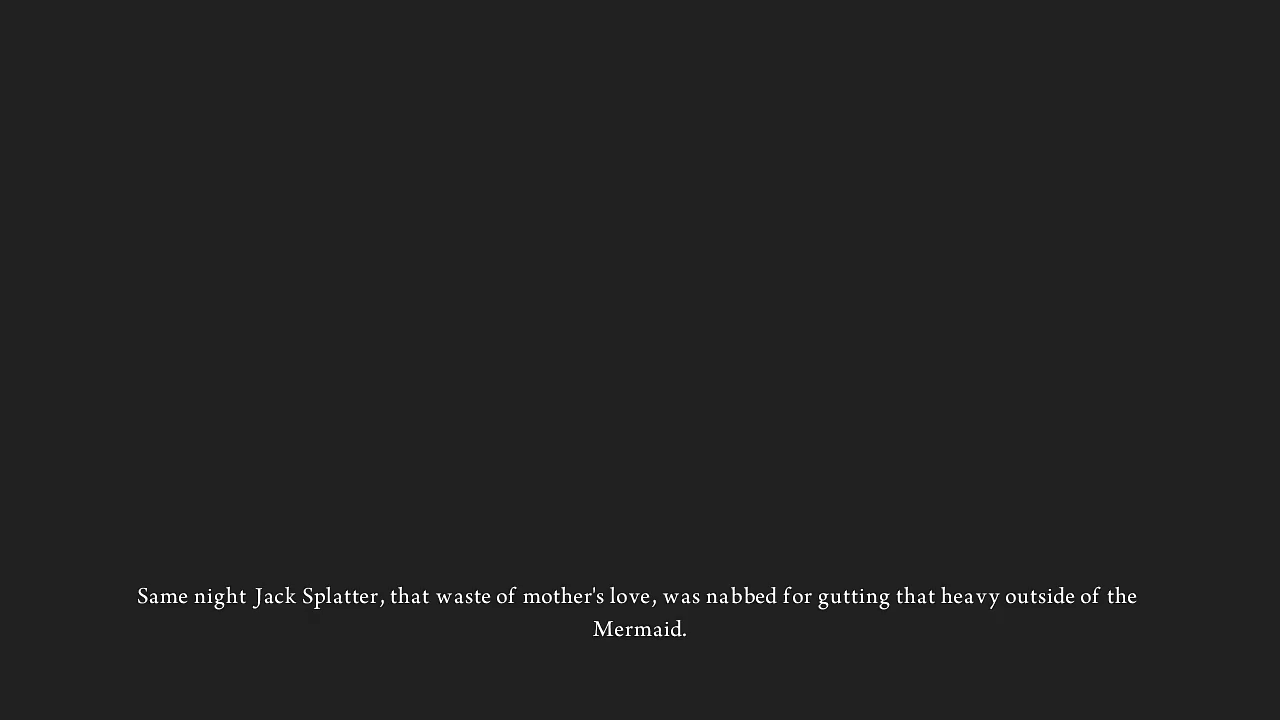 Same night Jack Splatter, that waste of mother's love, was nabbed for gutting that heavy outside of the
Mermaid.